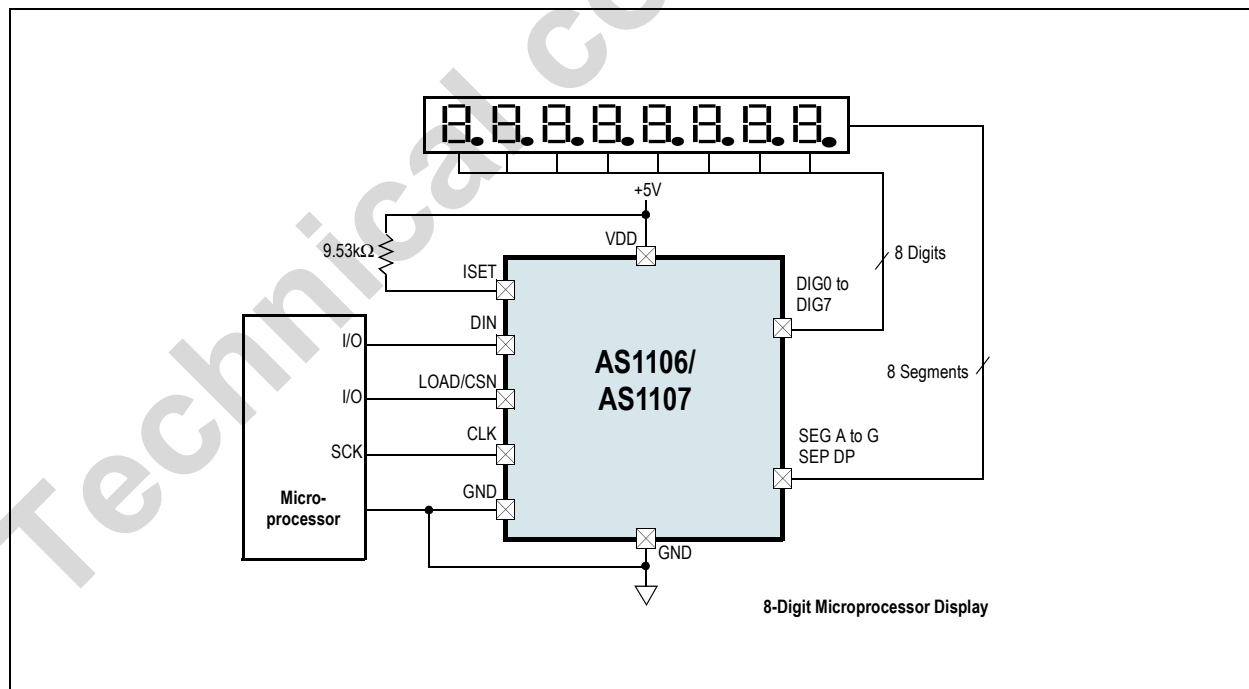 Technical co
+5V
VDD
9.53kΩ
ISET
8 Digits
DIG0 to
DIG7
DIN
I/O
AS1106/
AS1107
8 Segments
LOAD/CSN
I/O
CLK
SEG A to G
SEP DP
SCK
GND
Micro-
processor
GND
8-Digit Microprocessor Display